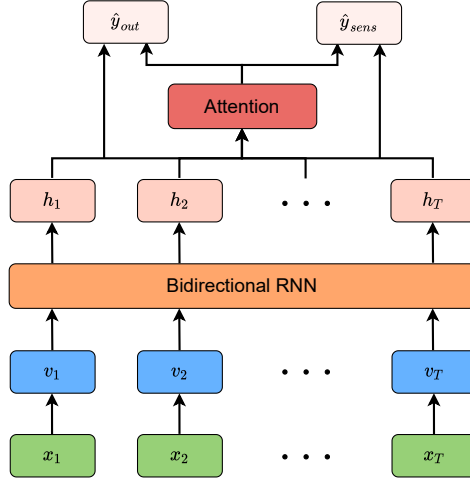 ŷ_out ŷ_sens
Attention
h_1 h_2 . . . h_T
Bidirectional RNN
v_1 v_2 . . . v_T
x_1 x_2 . . . x_T